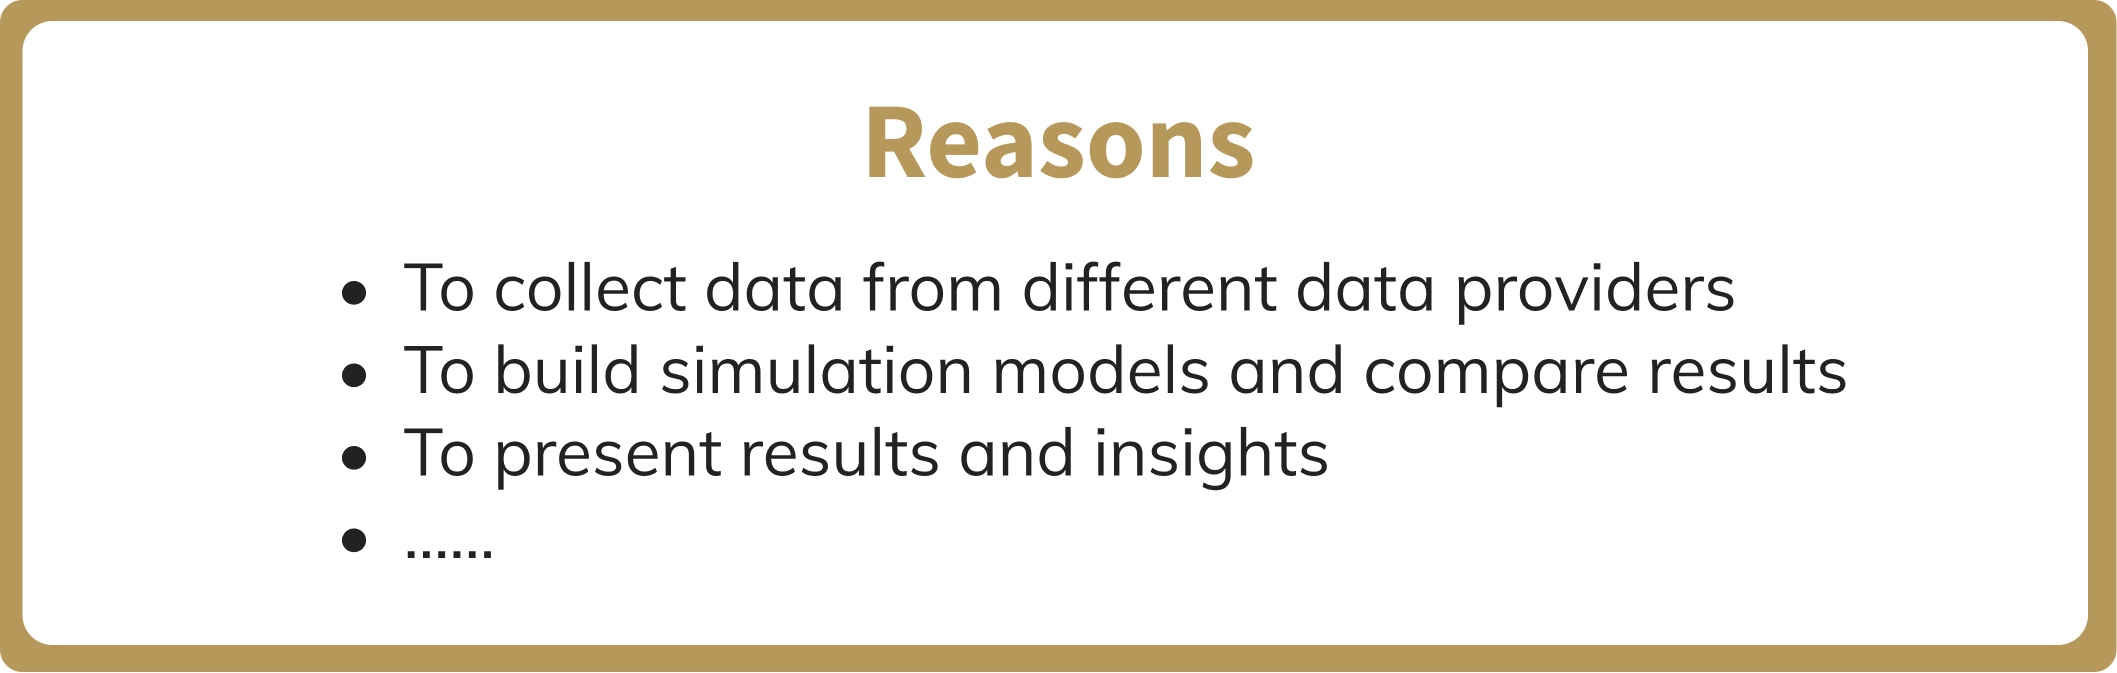 Reasons
• To collect data from different data providers
• To build simulation models and compare results
• To present results and insights
• ......